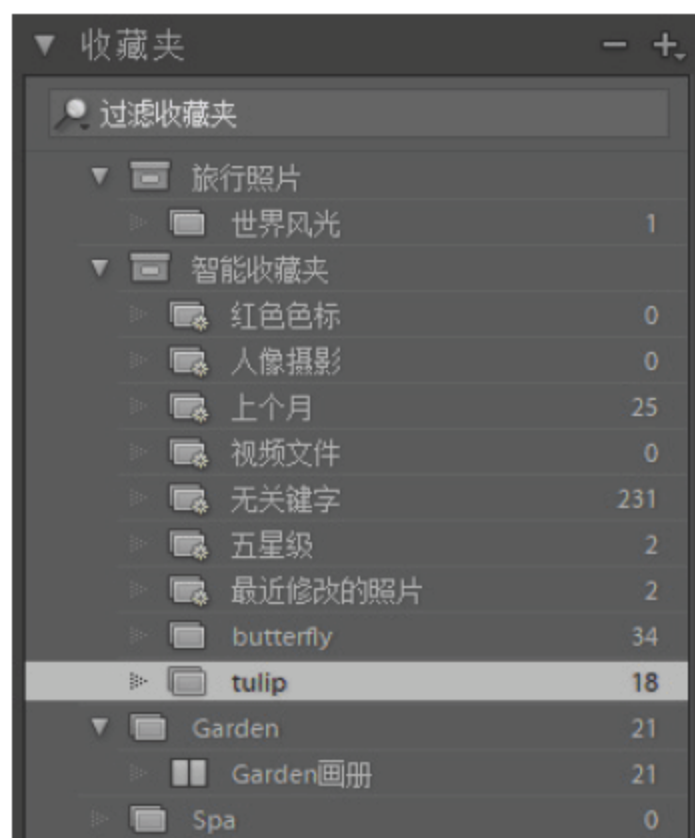 收藏夹
过滤收藏夹
旅行照片
世界风光 1
智能收藏夹
红色色标 0
人像摄影 0
上个月 25
视频文件 0
无关键字 231
五星级 2
最近修改的照片 2
butterfly 34
tulip 18
Garden 21
Garden画册 21
Spa 0